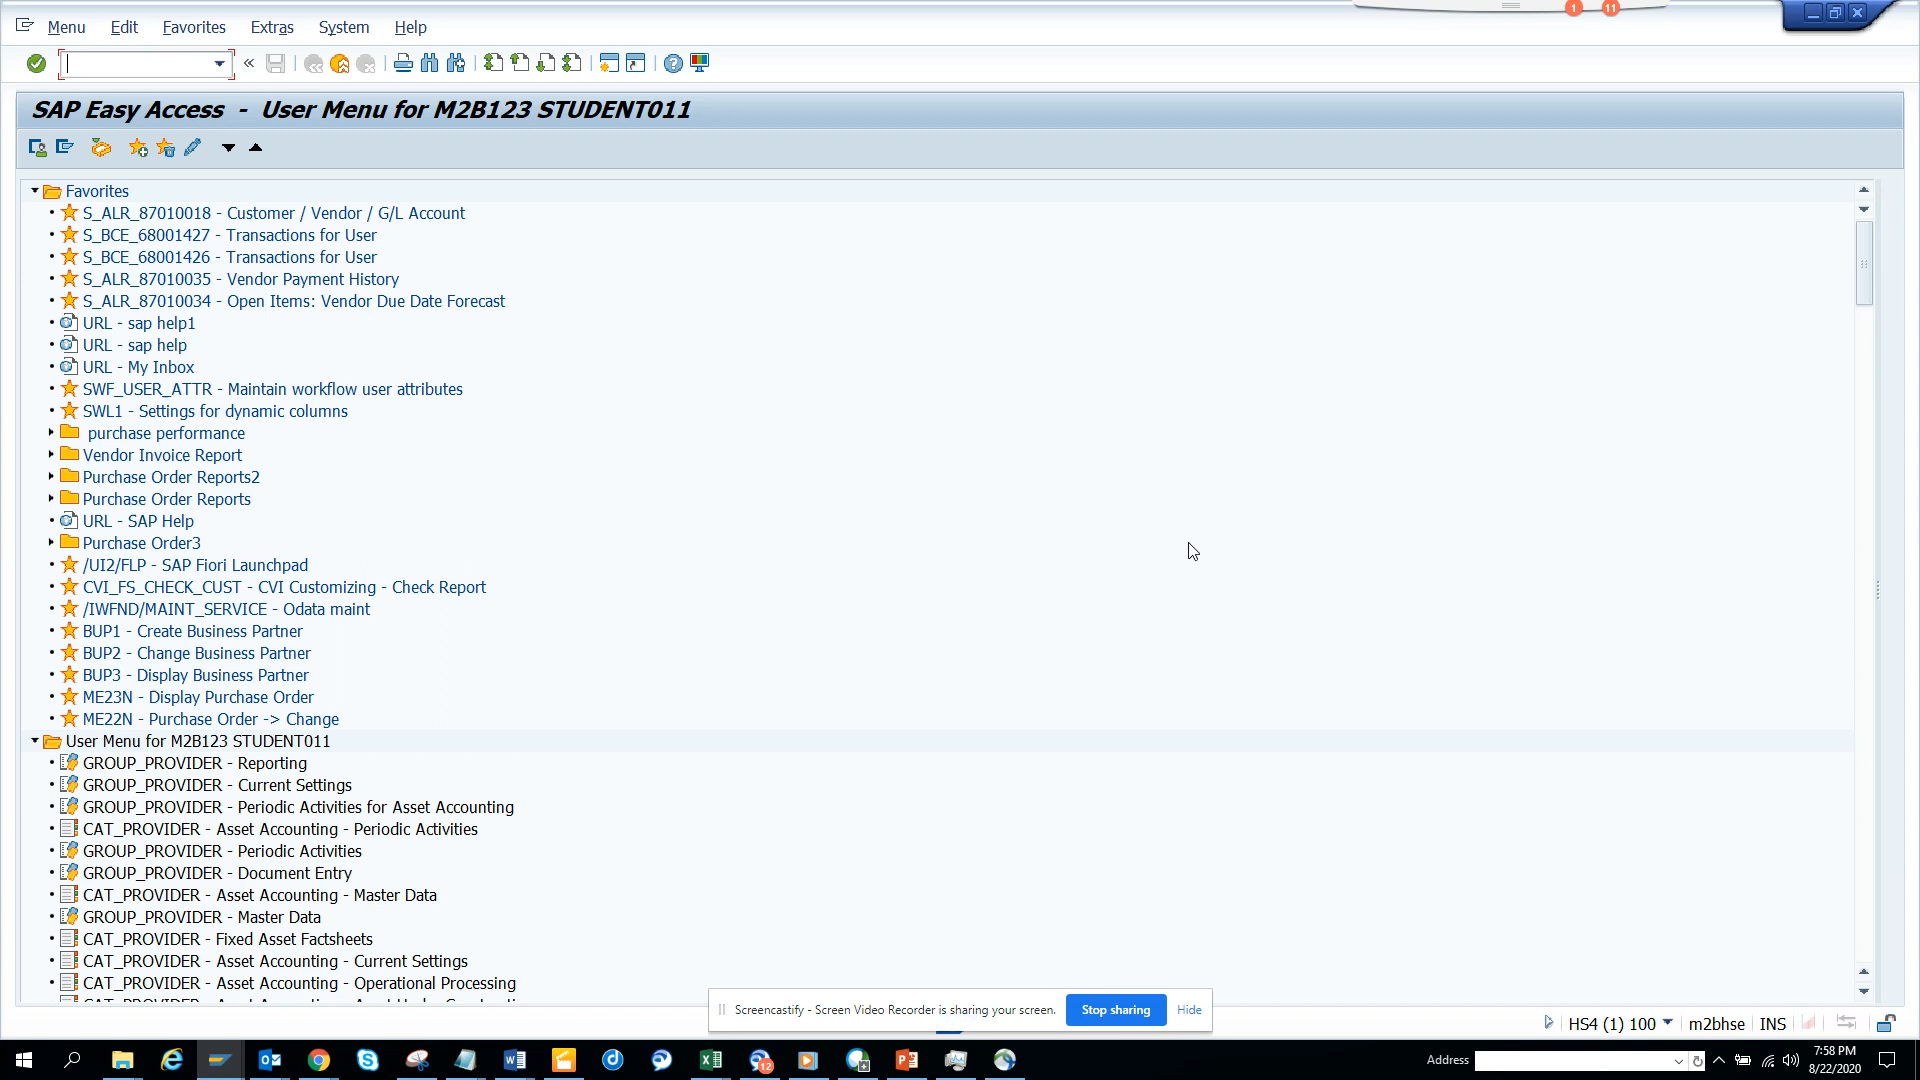 Menu Edit Favorites Extras System Help
1 11
SAP Easy Access - User Menu for M2B123 STUDENT011
Favorites
S_ALR_87010018 - Customer / Vendor / G/L Account
S_BCE_68001427 - Transactions for User
S_BCE_68001426 - Transactions for User
S_ALR_87010035 - Vendor Payment History
S_ALR_87010034 - Open Items: Vendor Due Date Forecast
URL - sap help1
URL - sap help
URL - My Inbox
SWF_USER_ATTR - Maintain workflow user attributes
SWL1 - Settings for dynamic columns
purchase performance
Vendor Invoice Report
Purchase Order Reports2
Purchase Order Reports
URL - SAP Help
Purchase Order3
/UI2/FLP - SAP Fiori Launchpad
CVI_FS_CHECK_CUST - CVI Customizing - Check Report
/IWFND/MAINT_SERVICE - Odata maint
BUP1 - Create Business Partner
BUP2 - Change Business Partner
BUP3 - Display Business Partner
ME23N - Display Purchase Order
ME22N - Purchase Order -> Change
User Menu for M2B123 STUDENT011
GROUP_PROVIDER - Reporting
GROUP_PROVIDER - Current Settings
GROUP_PROVIDER - Periodic Activities for Asset Accounting
CAT_PROVIDER - Asset Accounting - Periodic Activities
GROUP_PROVIDER - Periodic Activities
GROUP_PROVIDER - Document Entry
CAT_PROVIDER - Asset Accounting - Master Data
GROUP_PROVIDER - Master Data
CAT_PROVIDER - Fixed Asset Factsheets
CAT_PROVIDER - Asset Accounting - Current Settings
CAT_PROVIDER - Asset Accounting - Operational Processing
Screencastify - Screen Video Recorder is sharing your screen. Stop sharing Hide
HS4 (1) 100 m2bhse INS
12
Address
7:58 PM
8/22/2020